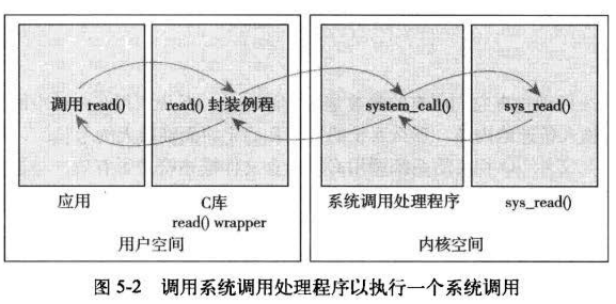 调用 read()
read() 封装例程
system_call()
sys_read()
应用
C库
read() wrapper
系统调用处理程序
sys_read()
用户空间
内核空间
图 5-2 调用系统调用处理程序以执行一个系统调用